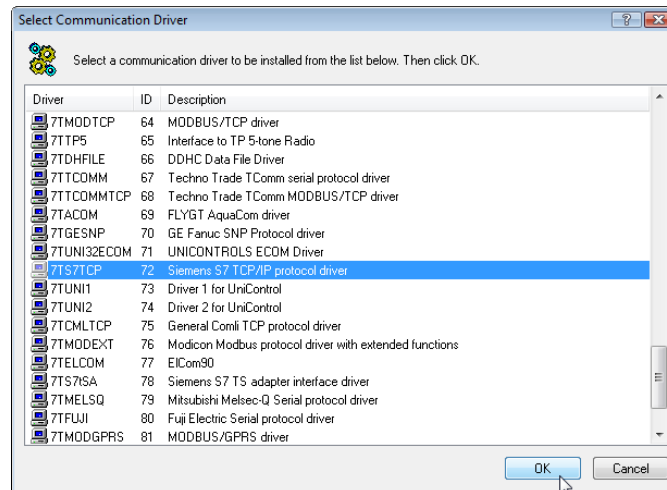 Select Communication Driver
Select a communication driver to be installed from the list below. Then click OK.
Driver ID Description
7TMODTCP 64 MODBUS/TCP driver
7TTP5 65 Interface to TP 5-tone Radio
7TDHFILE 66 DDHC Data File Driver
7TTCOMM 67 Techno Trade TComm serial protocol driver
7TTCOMMTCP 68 Techno Trade TComm MODBUS/TCP driver
7TACOM 69 FLYGT AquaCom driver
7TGESNP 70 GE Fanuc SNP Protocol driver
7TUNI32ECOM 71 UNICONTROLS ECOM Driver
7TS7TCP 72 Siemens S7 TCP/IP protocol driver
7TUNI1 73 Driver 1 for UniControl
7TUNI2 74 Driver 2 for UniControl
7TCMLTCP 75 General Comli TCP protocol driver
7TMODEXT 76 Modicon Modbus protocol driver with extended functions
7TELCOM 77 ElCom90
7TS7tSA 78 Siemens S7 TS adapter interface driver
7TMELSQ 79 Mitsubishi Melsec-Q Serial protocol driver
7TFUJI 80 Fuji Electric Serial protocol driver
7TMODGPRS 81 MODBUS/GPRS driver
OK Cancel